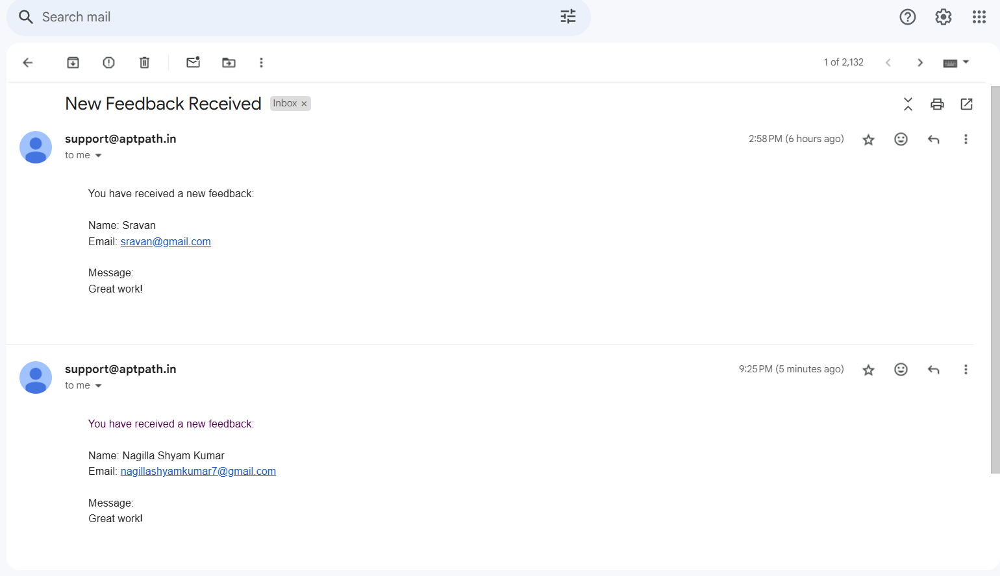 Search mail
1 of 2,132
New Feedback Received Inbox ×
support@aptpath.in 2:58 PM (6 hours ago)
to me
You have received a new feedback:
Name: Sravan
Email: sravan@gmail.com
Message:
Great work!
support@aptpath.in 9:25 PM (5 minutes ago)
to me
You have received a new feedback:
Name: Nagilla Shyam Kumar
Email: nagillashyamkumar7@gmail.com
Message:
Great work!